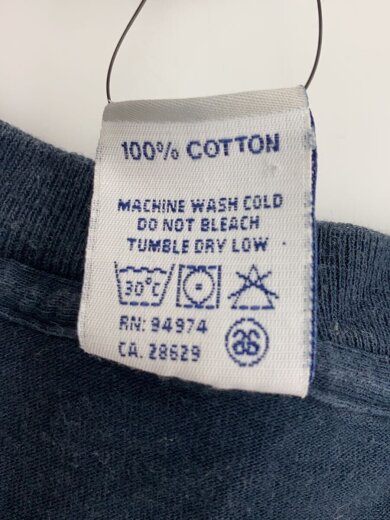 100% COTTON
MACHINE WASH COLD
DO NOT BLEACH
TUMBLE DRY LOW
30°C
RN: 94974
CA. 28629